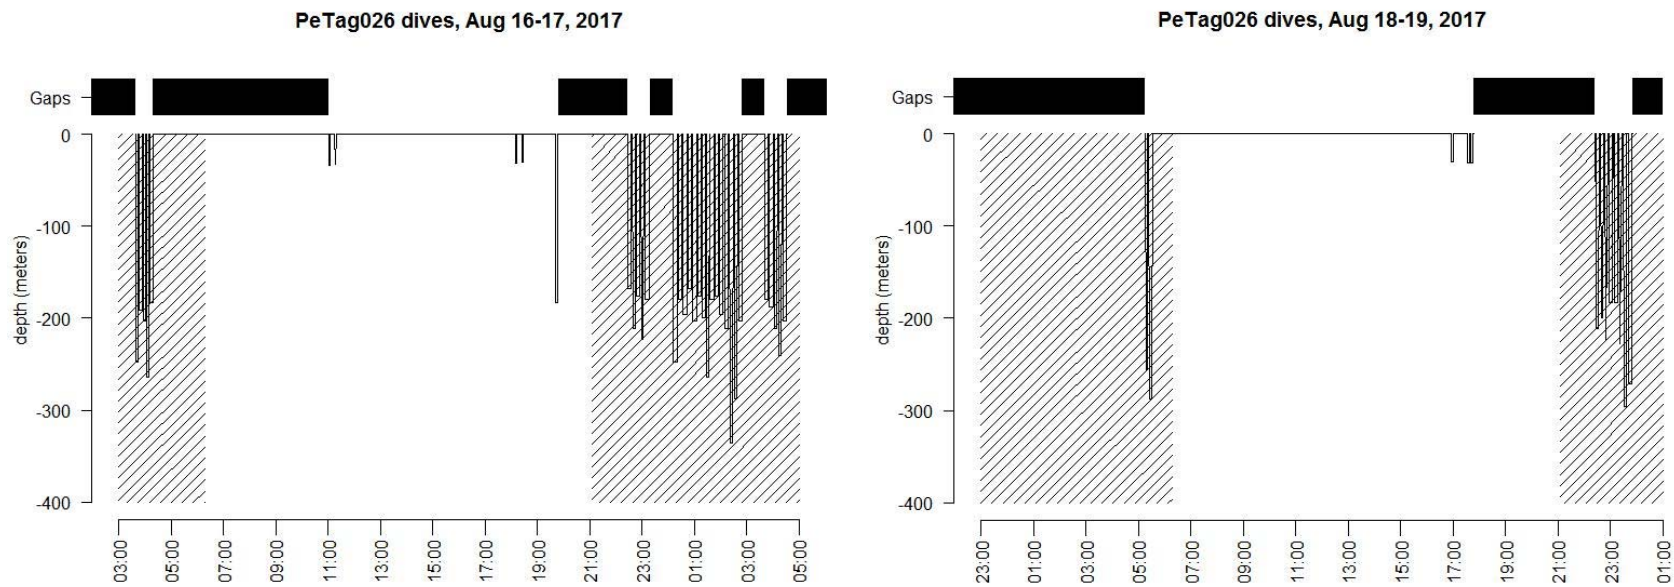 PeTag026 dives, Aug 16-17, 2017
Gaps
0
-100
-200
-300
-400
depth (meters)
03:00 05:00 07:00 09:00 11:00 13:00 15:00 17:00 19:00 21:00 23:00 01:00 03:00 05:00
PeTag026 dives, Aug 18-19, 2017
Gaps
0
-100
-200
-300
-400
depth (meters)
23:00 01:00 03:00 05:00 07:00 09:00 11:00 13:00 15:00 17:00 19:00 21:00 23:00 01:00